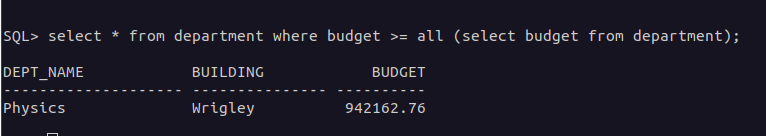 SQL> select * from department where budget >= all (select budget from department);
DEPT_NAME            BUILDING            BUDGET
-------------------- --------------- ----------
Physics              Wrigley          942162.76